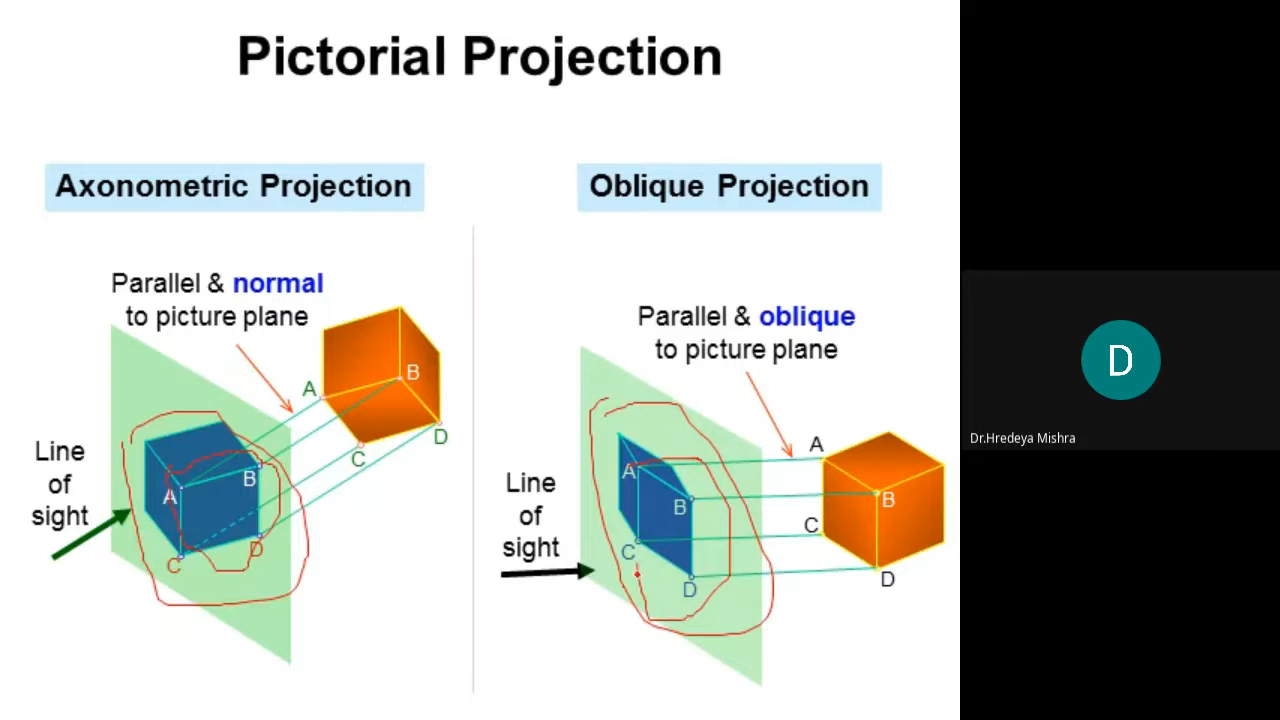 Pictorial Projection
Axonometric Projection
Parallel & normal
to picture plane
Line
of
sight
A
B
C
D
A
B
C
D
Oblique Projection
Parallel & oblique
to picture plane
Line
of
sight
A
B
C
D
A
B
C
D
D
Dr.Hredeya Mishra